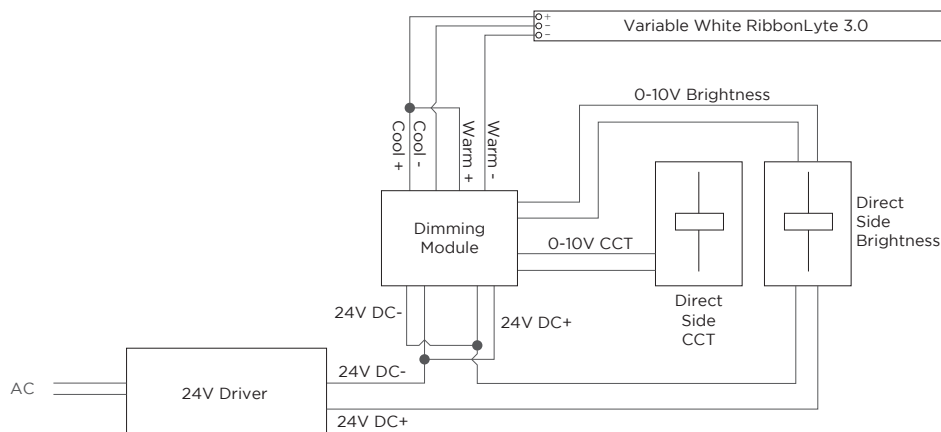 +
-
-
Variable White RibbonLyte 3.0
0-10V Brightness
Cool +
Cool -
Warm +
Warm -
Dimming
Module
0-10V CCT
Direct
Side
Brightness
Direct
Side
CCT
24V DC-
24V DC+
AC
24V Driver
24V DC-
24V DC+